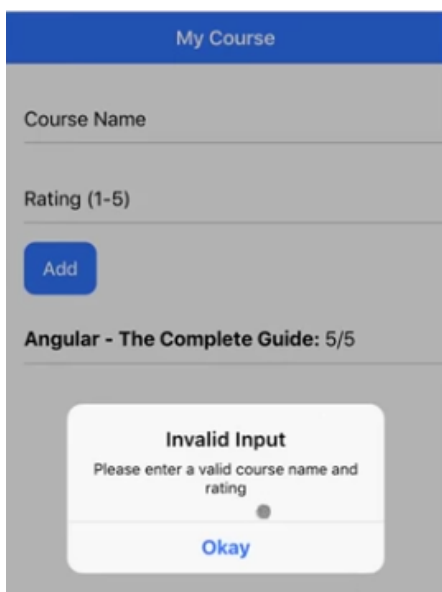 My Course
Course Name
Rating (1-5)
Add
Angular - The Complete Guide: 5/5
Invalid Input
Please enter a valid course name and
rating
Okay